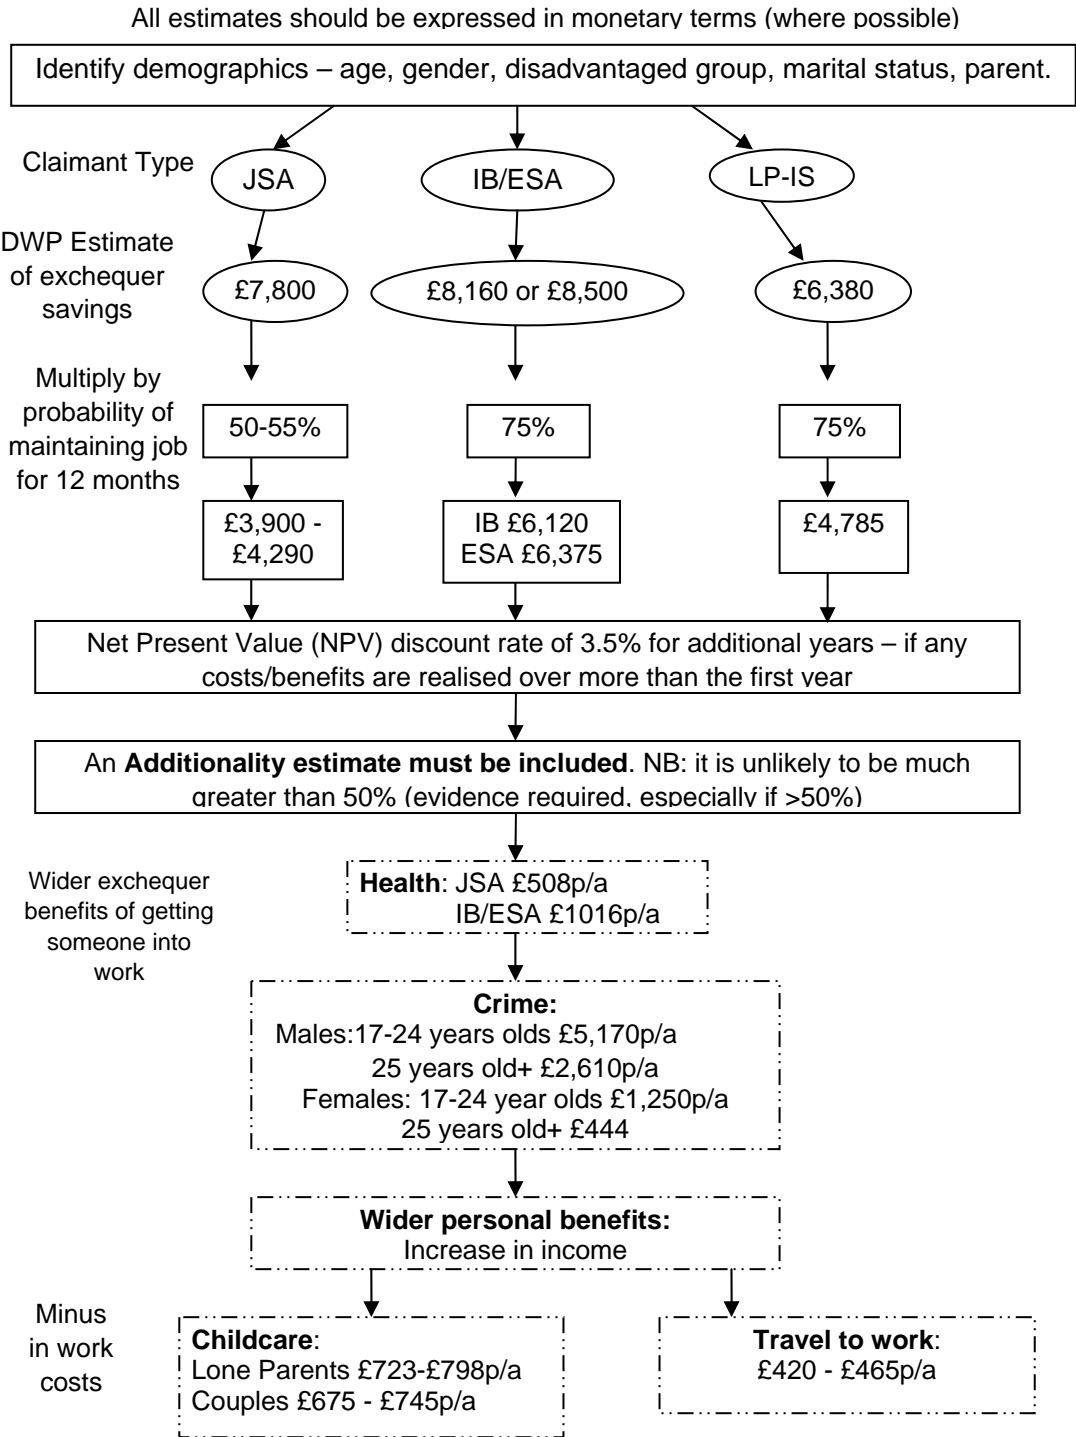 All estimates should be expressed in monetary terms (where possible)
Identify demographics – age, gender, disadvantaged group, marital status, parent.
Claimant Type
JSA
IB/ESA
LP-IS
DWP Estimate
of exchequer
savings
£7,800
£8,160 or £8,500
£6,380
Multiply by
probability of
maintaining job
for 12 months
50-55%
75%
75%
£3,900 -
£4,290
IB £6,120
ESA £6,375
£4,785
Net Present Value (NPV) discount rate of 3.5% for additional years – if any
costs/benefits are realised over more than the first year
An Additionality estimate must be included. NB: it is unlikely to be much
greater than 50% (evidence required, especially if >50%)
Wider exchequer
benefits of getting
someone into
work
Health: JSA £508p/a
IB/ESA £1016p/a
Crime:
Males:17-24 years olds £5,170p/a
25 years old+ £2,610p/a
Females: 17-24 year olds £1,250p/a
25 years old+ £444
Wider personal benefits:
Increase in income
Minus
in work
costs
Childcare:
Lone Parents £723-£798p/a
Couples £675 - £745p/a
Travel to work:
£420 - £465p/a